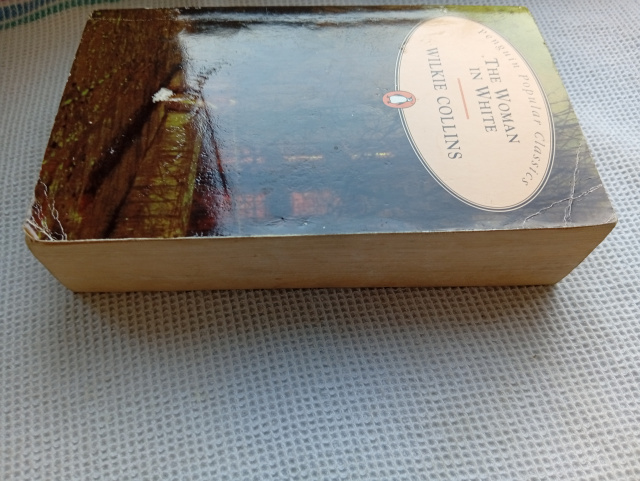 Penguin Popular Classics
THE WOMAN
IN WHITE
WILKIE COLLINS